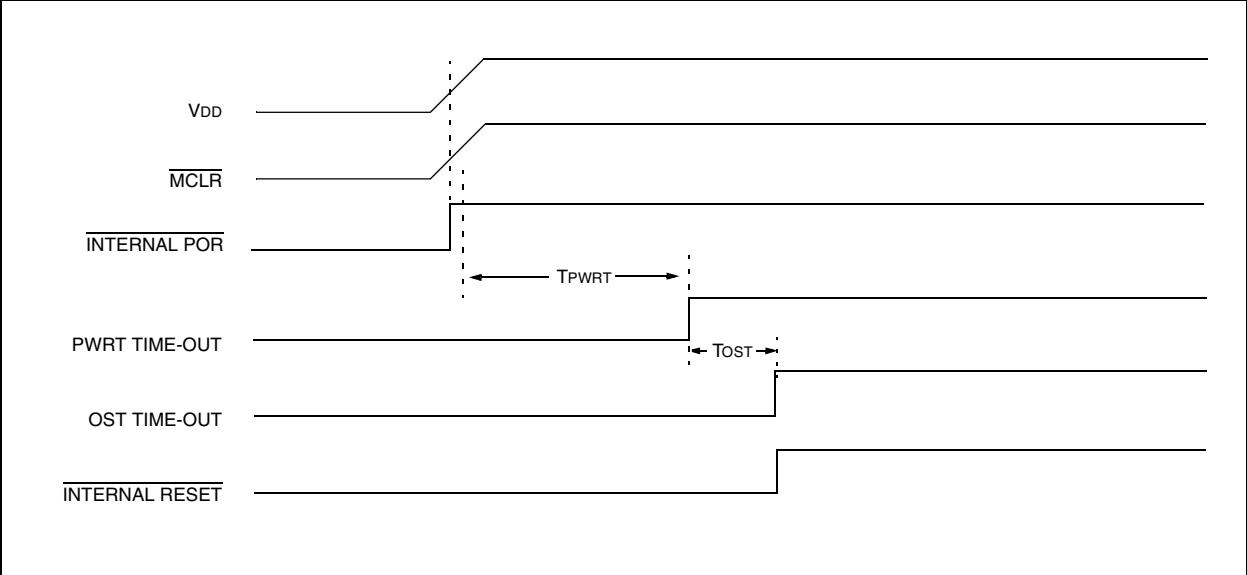 VDD
MCLR
INTERNAL POR
TPWRT
PWRT TIME-OUT
TOST
OST TIME-OUT
INTERNAL RESET